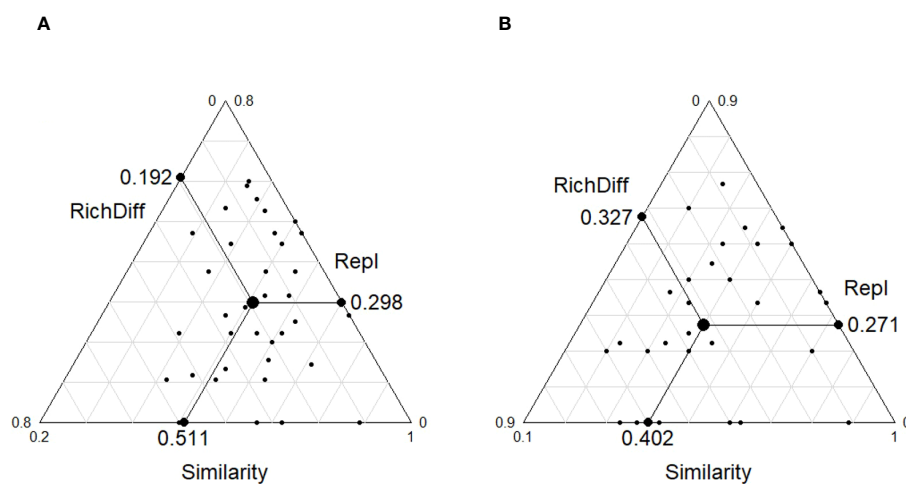 A
B
0 0.8
0 0.9
0.192
RichDiff
Repl
0.298
0.8
0.2
0.511
1
0
Similarity
RichDiff
0.327
Repl
0.271
0.9
0.1
0.402
1
0
Similarity